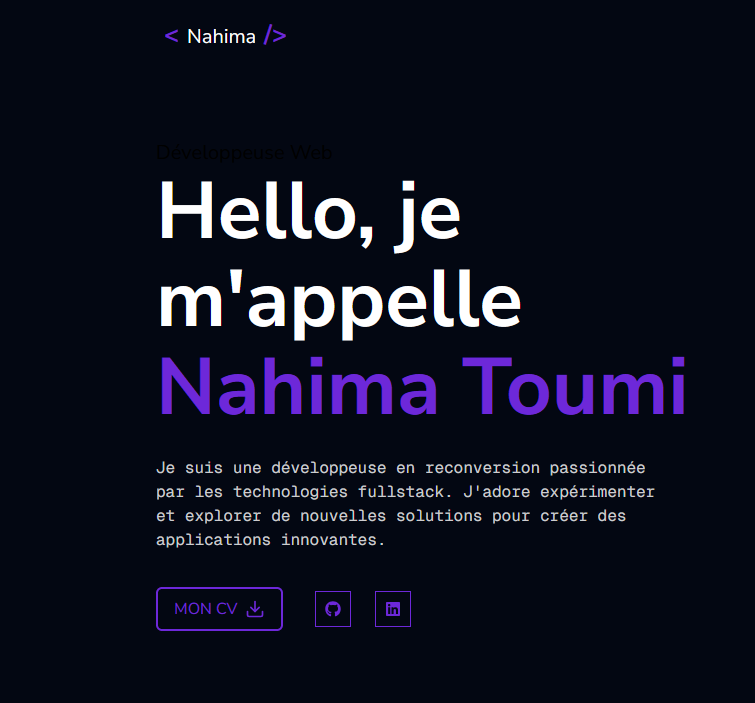 < Nahima />
Développeuse Web
Hello, je
m'appelle
Nahima Toumi
Je suis une développeuse en reconversion passionnée
par les technologies fullstack. J'adore expérimenter
et explorer de nouvelles solutions pour créer des
applications innovantes.
MON CV
in